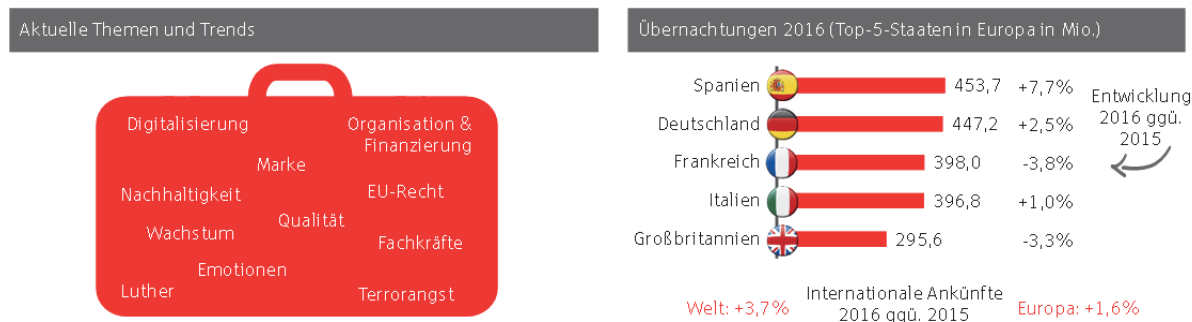 Aktuelle Themen und Trends
Digitalisierung
Organisation &
Finanzierung
Marke
Nachhaltigkeit
EU-Recht
Qualität
Wachstum
Fachkräfte
Emotionen
Luther
Terrorangst
Übernachtungen 2016 (Top-5-Staaten in Europa in Mio.)
Spanien 453,7 +7,7%
Deutschland 447,2 +2,5%
Frankreich 398,0 -3,8%
Italien 396,8 +1,0%
Großbritannien 295,6 -3,3%
Entwicklung
2016 ggü.
2015
Welt: +3,7%
Internationale Ankünfte
2016 ggü. 2015
Europa: +1,6%